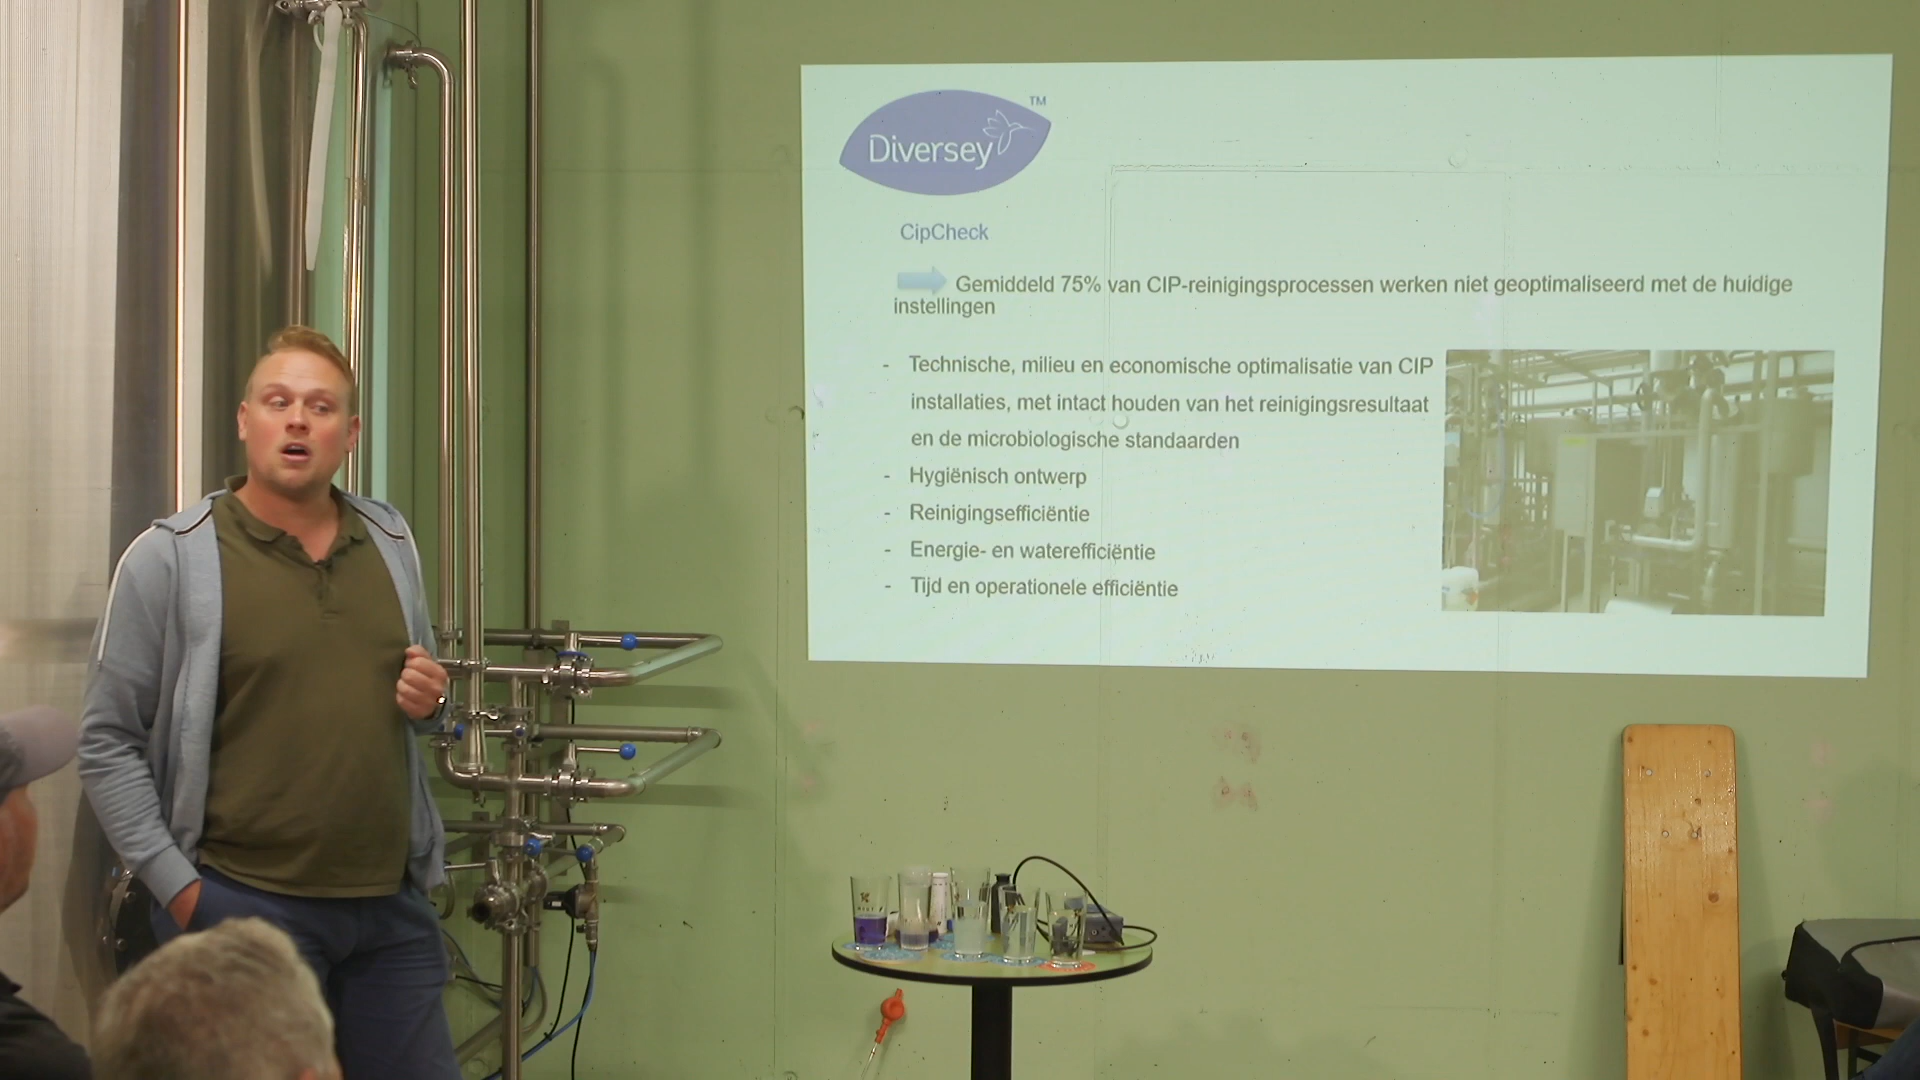 Diversey TM
CipCheck
Gemiddeld 75% van CIP-reinigingsprocessen werken niet geoptimaliseerd met de huidige
instellingen
- Technische, milieu en economische optimalisatie van CIP
installaties, met intact houden van het reinigingsresultaat
en de microbiologische standaarden
- Hygiënisch ontwerp
- Reinigingsefficiëntie
- Energie- en waterefficiëntie
- Tijd en operationele efficiëntie